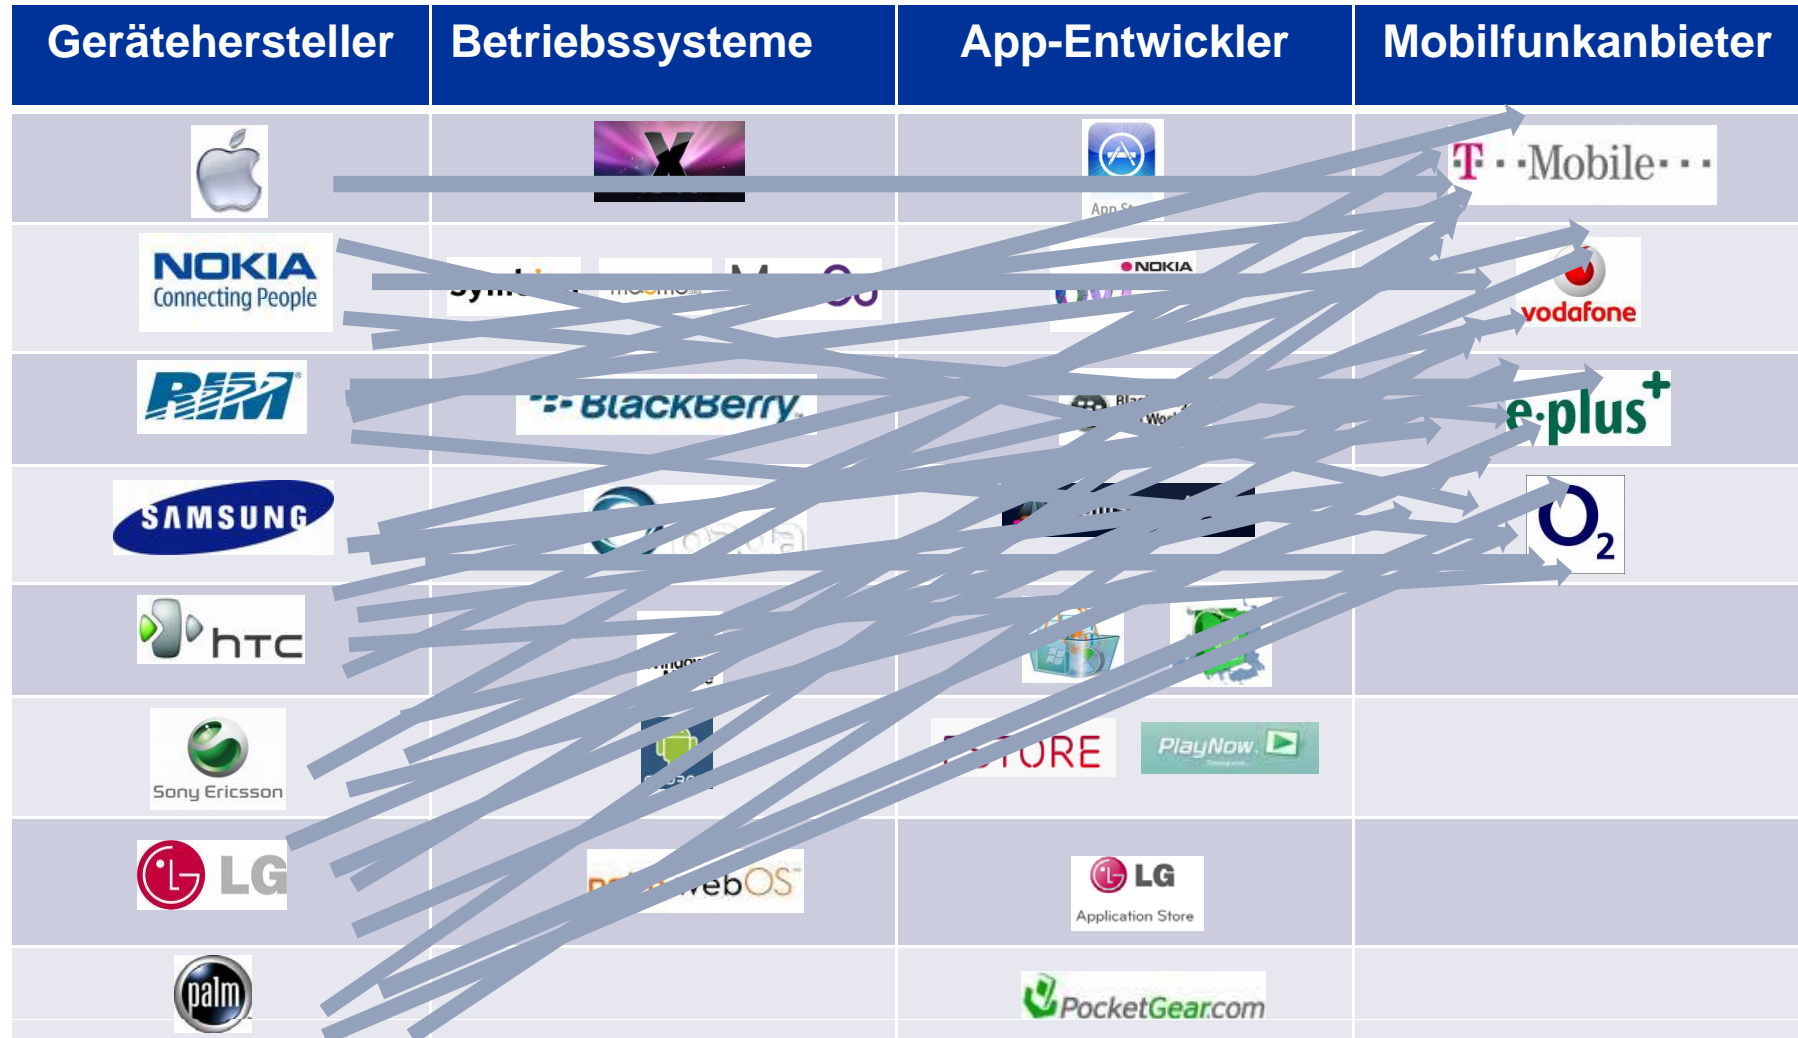 Gerätehersteller Betriebssysteme App-Entwickler Mobilfunkanbieter
T··Mobile···
NOKIA
Connecting People
NOKIA
vodafone
RIM
BlackBerry
e·plus+
SAMSUNG
O2
hTC
Sony Ericsson
PlayNow.
LG
webOS
LG
Application Store
palm
PocketGear.com